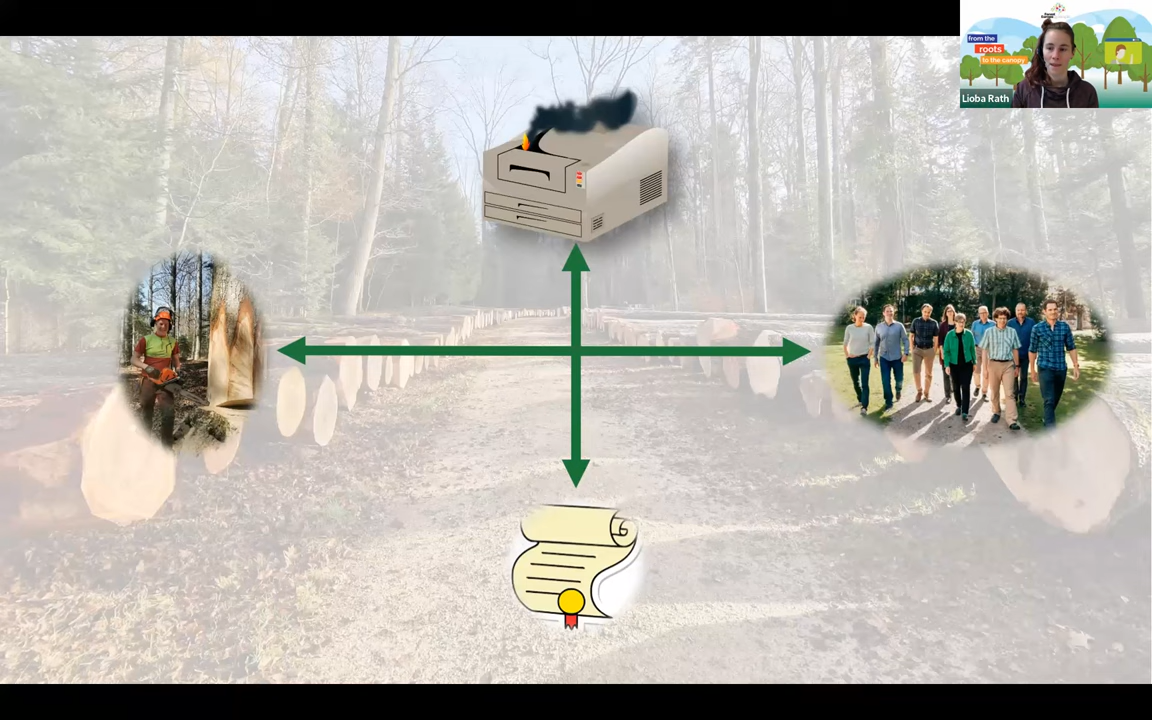 from the
roots
to the canopy
Lioba Rath